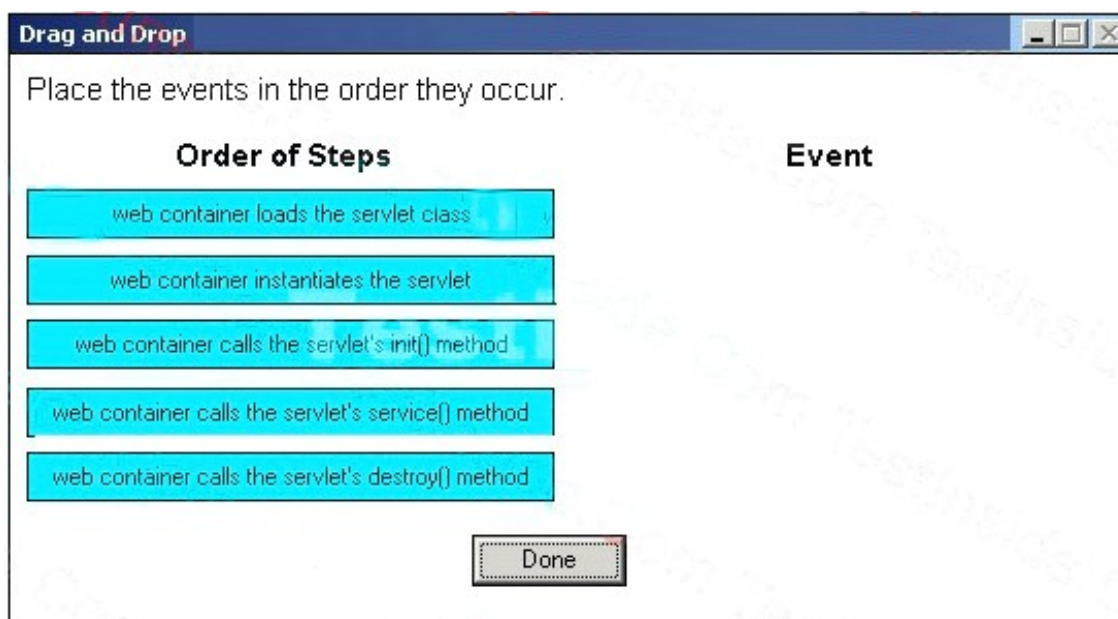 Drag and Drop
Place the events in the order they occur.
Order of Steps
Event
web container loads the servlet class
web container instantiates the servlet
web container calls the servlet's init() method
web container calls the servlet's service() method
web container calls the servlet's destroy() method
Done